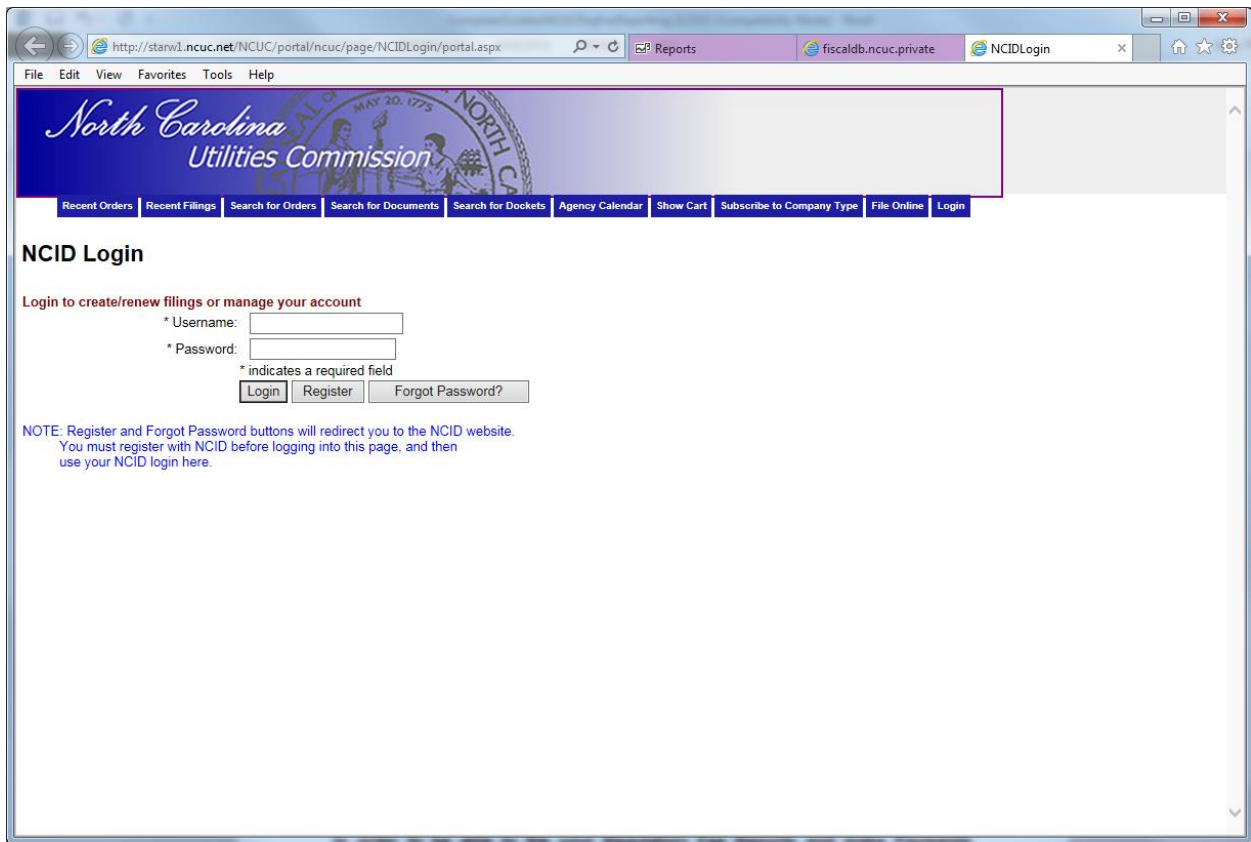 http://starw1.ncuc.net/NCUC/portal/ncuc/page/NCIDLogin/portal.aspx
Reports
fiscaldb.ncuc.private
NCIDLogin
File Edit View Favorites Tools Help
North Carolina
Utilities Commission
MAY 20. 1775
Recent Orders Recent Filings Search for Orders Search for Documents Search for Dockets Agency Calendar Show Cart Subscribe to Company Type File Online Login
NCID Login
Login to create/renew filings or manage your account
* Username:
* Password:
* indicates a required field
Login Register Forgot Password?
NOTE: Register and Forgot Password buttons will redirect you to the NCID website.
You must register with NCID before logging into this page, and then
use your NCID login here.